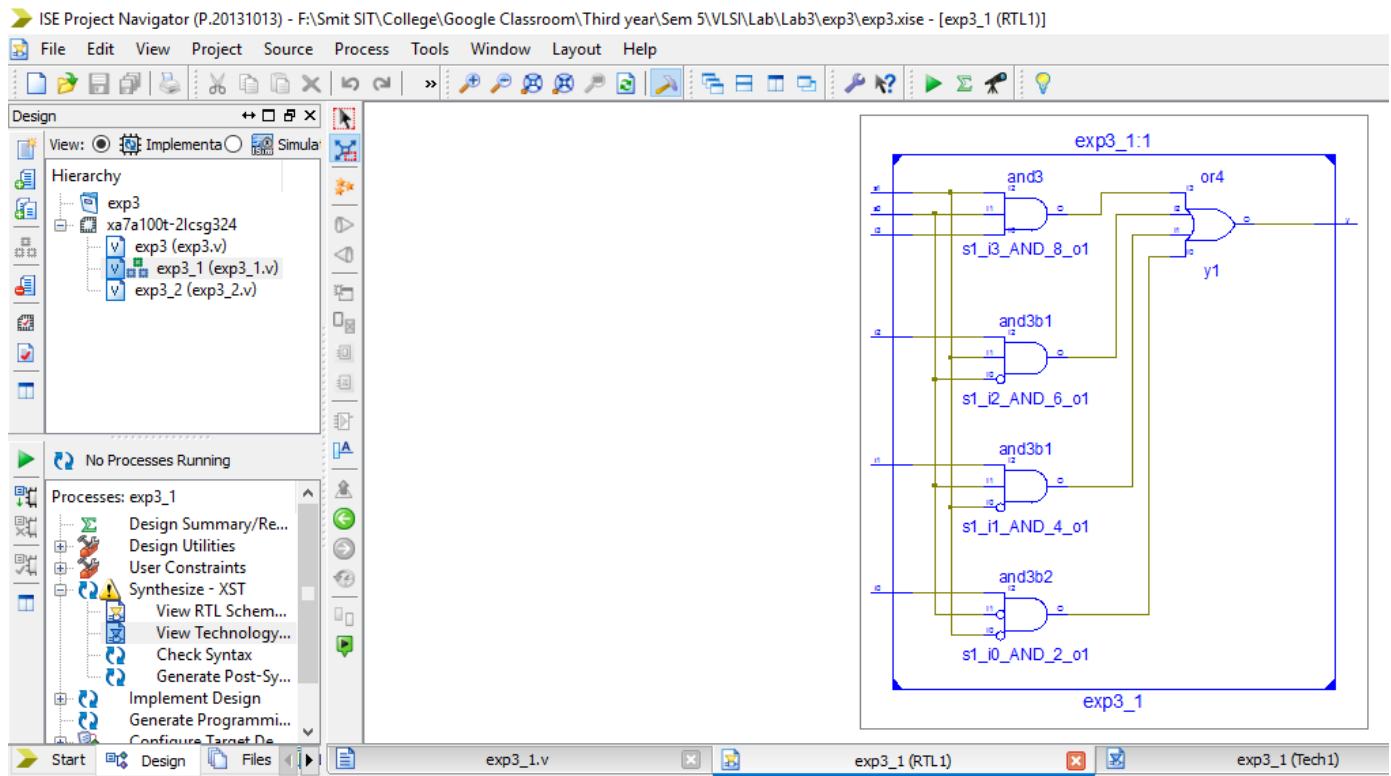 ISE Project Navigator (P.20131013) - F:\Smit SIT\College\Google Classroom\Third year\Sem 5\VLSI\Lab\Lab3\exp3\exp3.xise - [exp3_1 (RTL1)]
File Edit View Project Source Process Tools Window Layout Help
Design
View: Implementa Simula
Hierarchy
exp3
xa7a100t-2lcsg324
exp3 (exp3.v)
exp3_1 (exp3_1.v)
exp3_2 (exp3_2.v)
No Processes Running
Processes: exp3_1
Design Summary/Re...
Design Utilities
User Constraints
Synthesize - XST
View RTL Schem...
View Technology...
Check Syntax
Generate Post-Sy...
Implement Design
Generate Programmi...
Configure Target De
Start Design Files
exp3_1:1
and3
or4
s1_i3_AND_8_o1
y1
and3b1
s1_i2_AND_6_o1
and3b1
s1_i1_AND_4_o1
and3b2
s1_i0_AND_2_o1
exp3_1
exp3_1.v
exp3_1 (RTL1)
exp3_1 (Tech1)